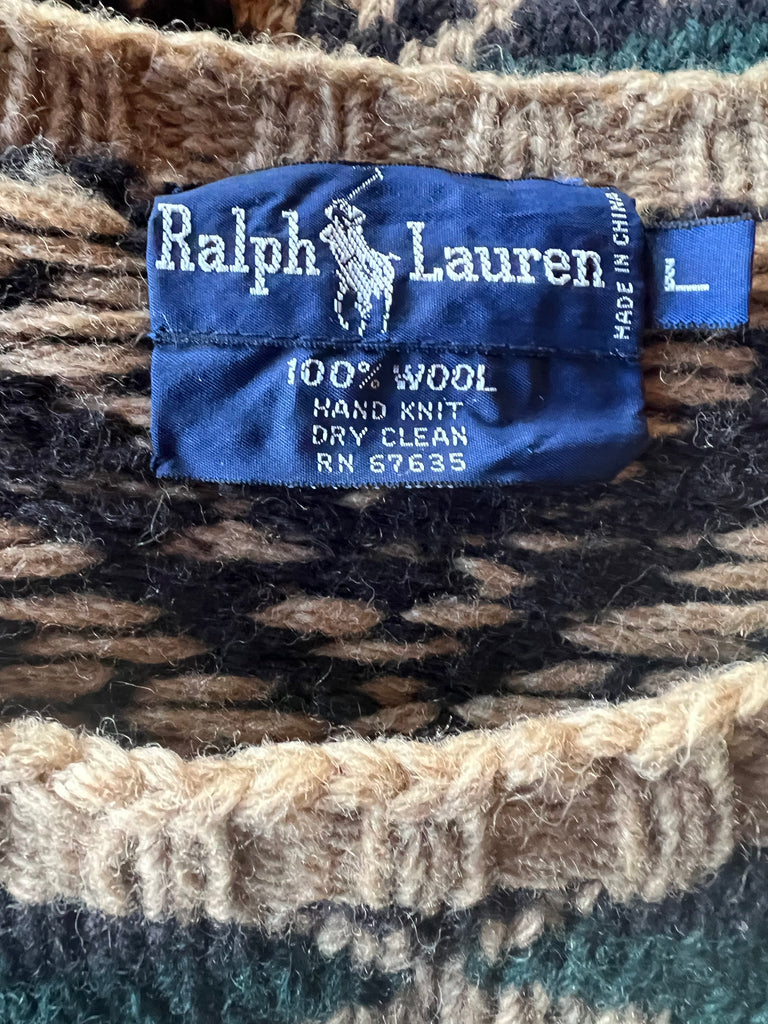 Ralph Lauren
MADE IN CHINA
L
100% WOOL
HAND KNIT
DRY CLEAN
RN 67635